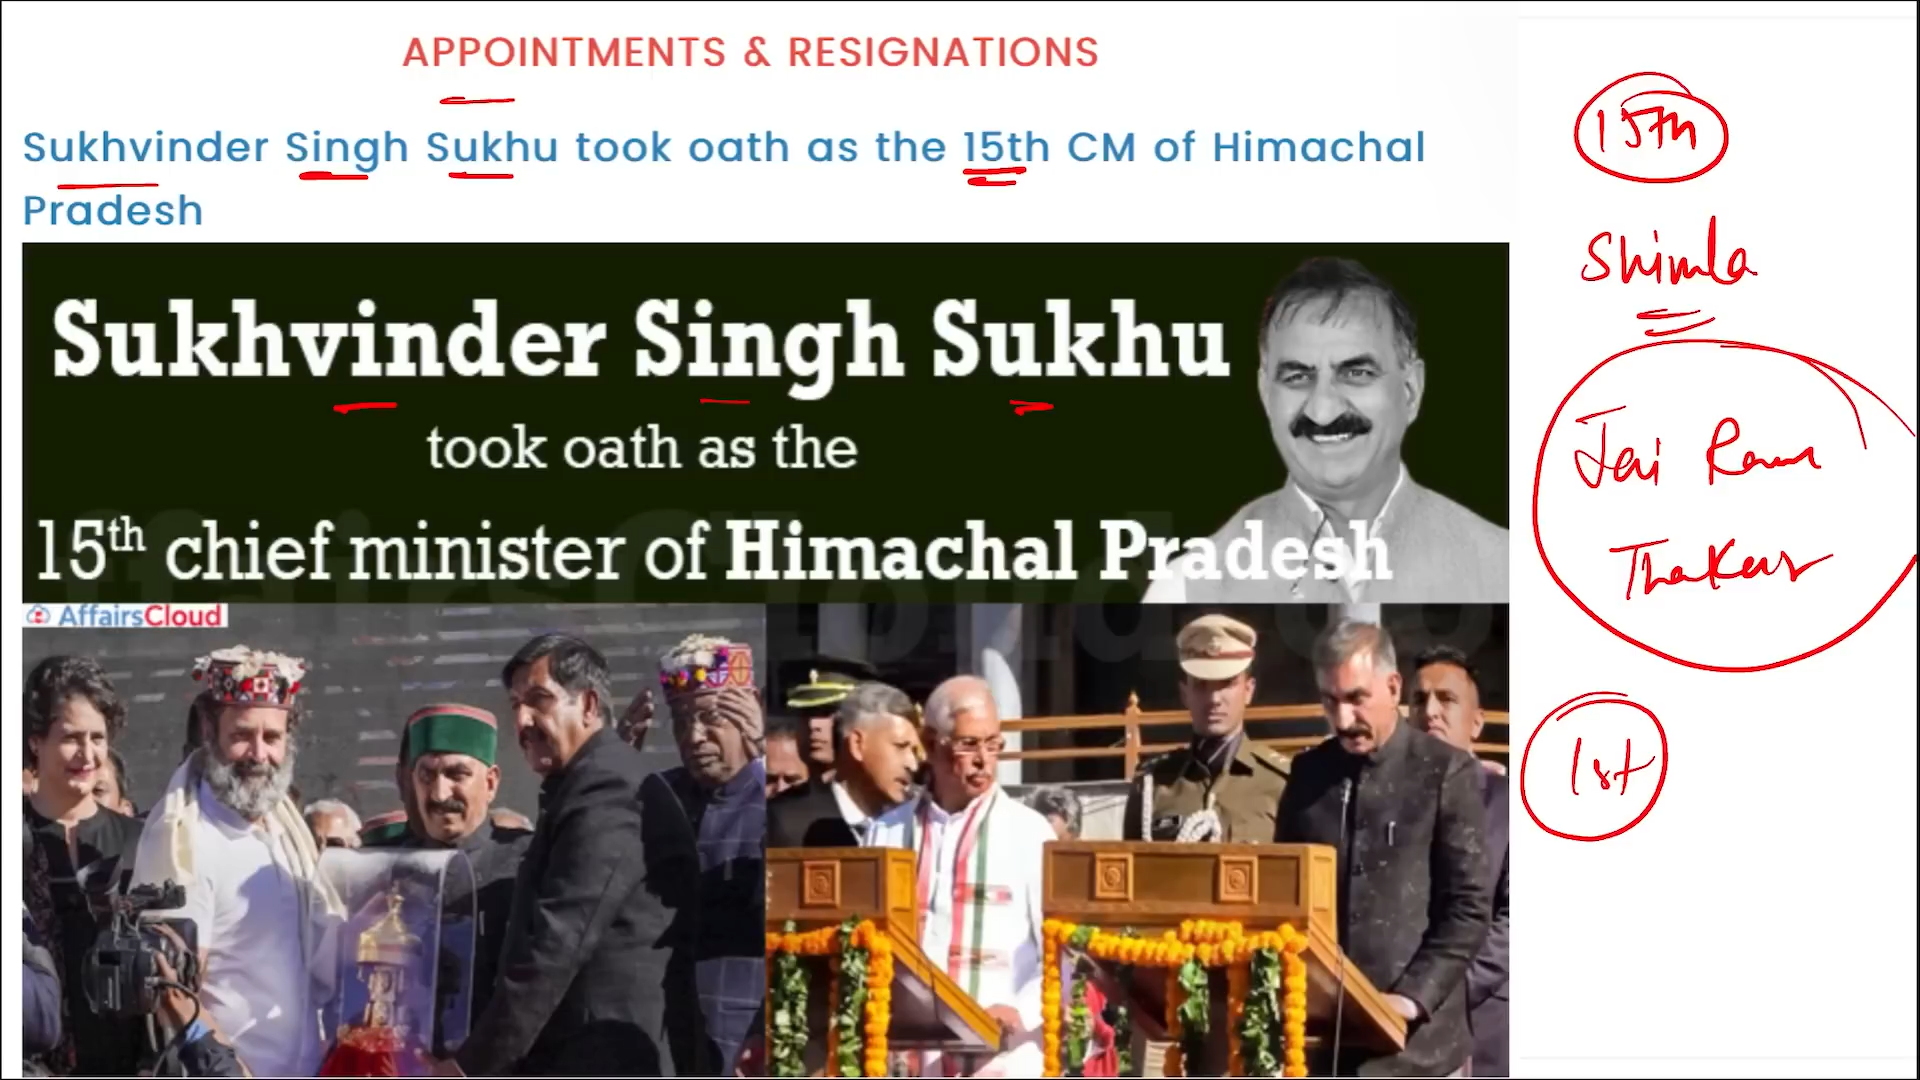 APPOINTMENTS & RESIGNATIONS
Sukhvinder Singh Sukhu took oath as the 15th CM of Himachal
Pradesh
Sukhvinder Singh Sukhu
took oath as the
15th chief minister of Himachal Pradesh
AffairsCloud
15th
Shimla
Jai Ram
Thakur
1st